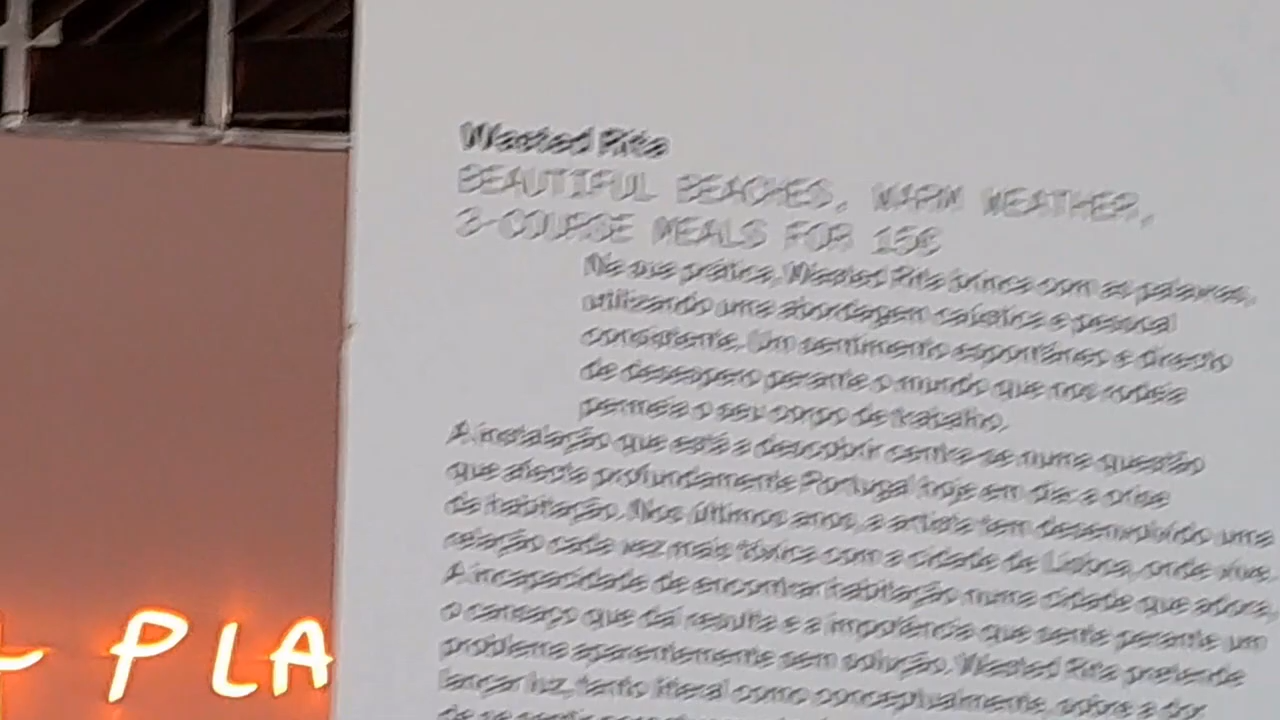 Wasted Rita
BEAUTIFUL BEACHES, WARM WEATHER,
3-COURSE MEALS FOR 15€
Na sua prática, Wasted Rita brinca com as palavras,
utilizando uma abordagem caústica e pessoal
consistente. Um sentimento espontâneo e directo
de desespero perante o mundo que nos rodeia
permeia o seu corpo de trabalho.
A instalação que está a descobrir centra-se numa questão
que afecta profundamente Portugal hoje em dia: a crise
da habitação. Nos últimos anos, a artista tem desenvolvido uma
relação cada vez mais tóxica com a cidade de Lisboa, onde vive.
A incapacidade de encontrar habitação numa cidade que adora,
o cansaço que daí resulta e a impotência que sente perante um
problema aparentemente sem solução. Wasted Rita pretende
lançar luz, tanto literal como conceptualmente, sobre a dor
de se
PLA